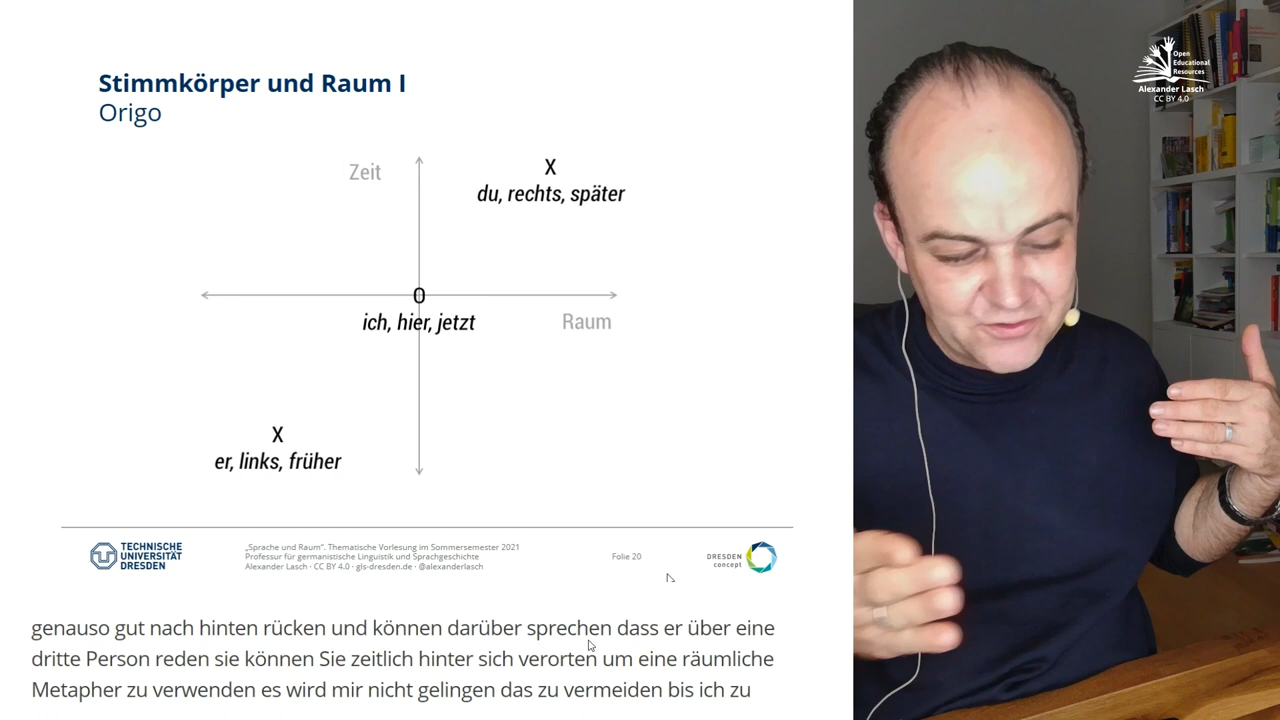 Stimmkörper und Raum I
Origo
Zeit
X
du, rechts, später
O
ich, hier, jetzt
Raum
X
er, links, früher
TECHNISCHE
UNIVERSITÄT
DRESDEN
„Sprache und Raum“. Thematische Vorlesung im Sommersemester 2021
Professur für germanistische Linguistik und Sprachgeschichte
Alexander Lasch · CC BY 4.0 · gls-dresden.de · @alexanderlasch
Folie 20
DRESDEN
concept
genauso gut nach hinten rücken und können darüber sprechen dass er über eine
dritte Person reden sie können Sie zeitlich hinter sich verorten um eine räumliche
Metapher zu verwenden es wird mir nicht gelingen das zu vermeiden bis ich zu
Open
Educational
Resources
Alexander Lasch
CC BY 4.0